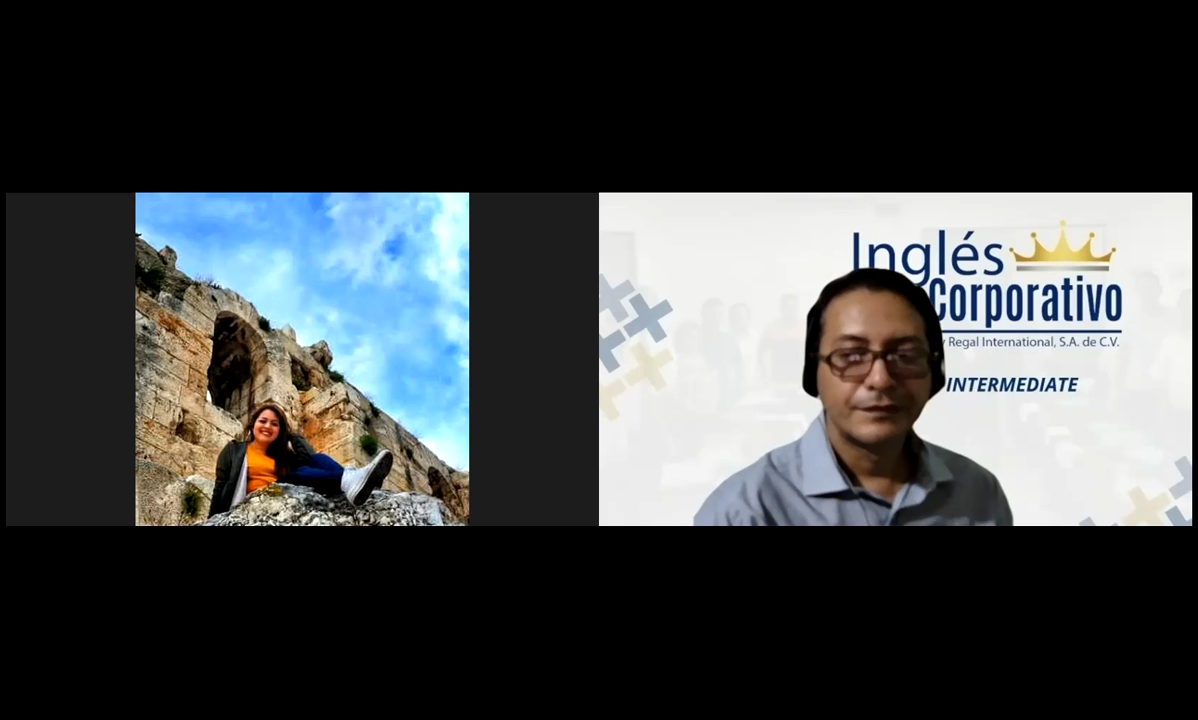 Inglés
Corporativo
y Regal International, S.A. de C.V.
INTERMEDIATE